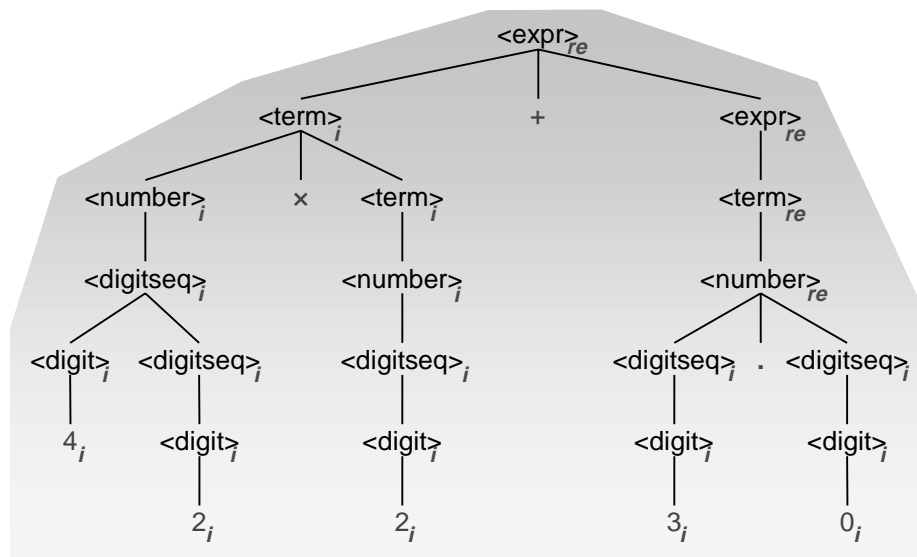 <expr>re
<term>i + <expr>re
<number>i × <term>i <term>re
<digitseq>i <number>i <number>re
<digit>i <digitseq>i <digitseq>i <digitseq>i . <digitseq>i
4i <digit>i <digit>i <digit>i <digit>i
2i 2i 3i 0i